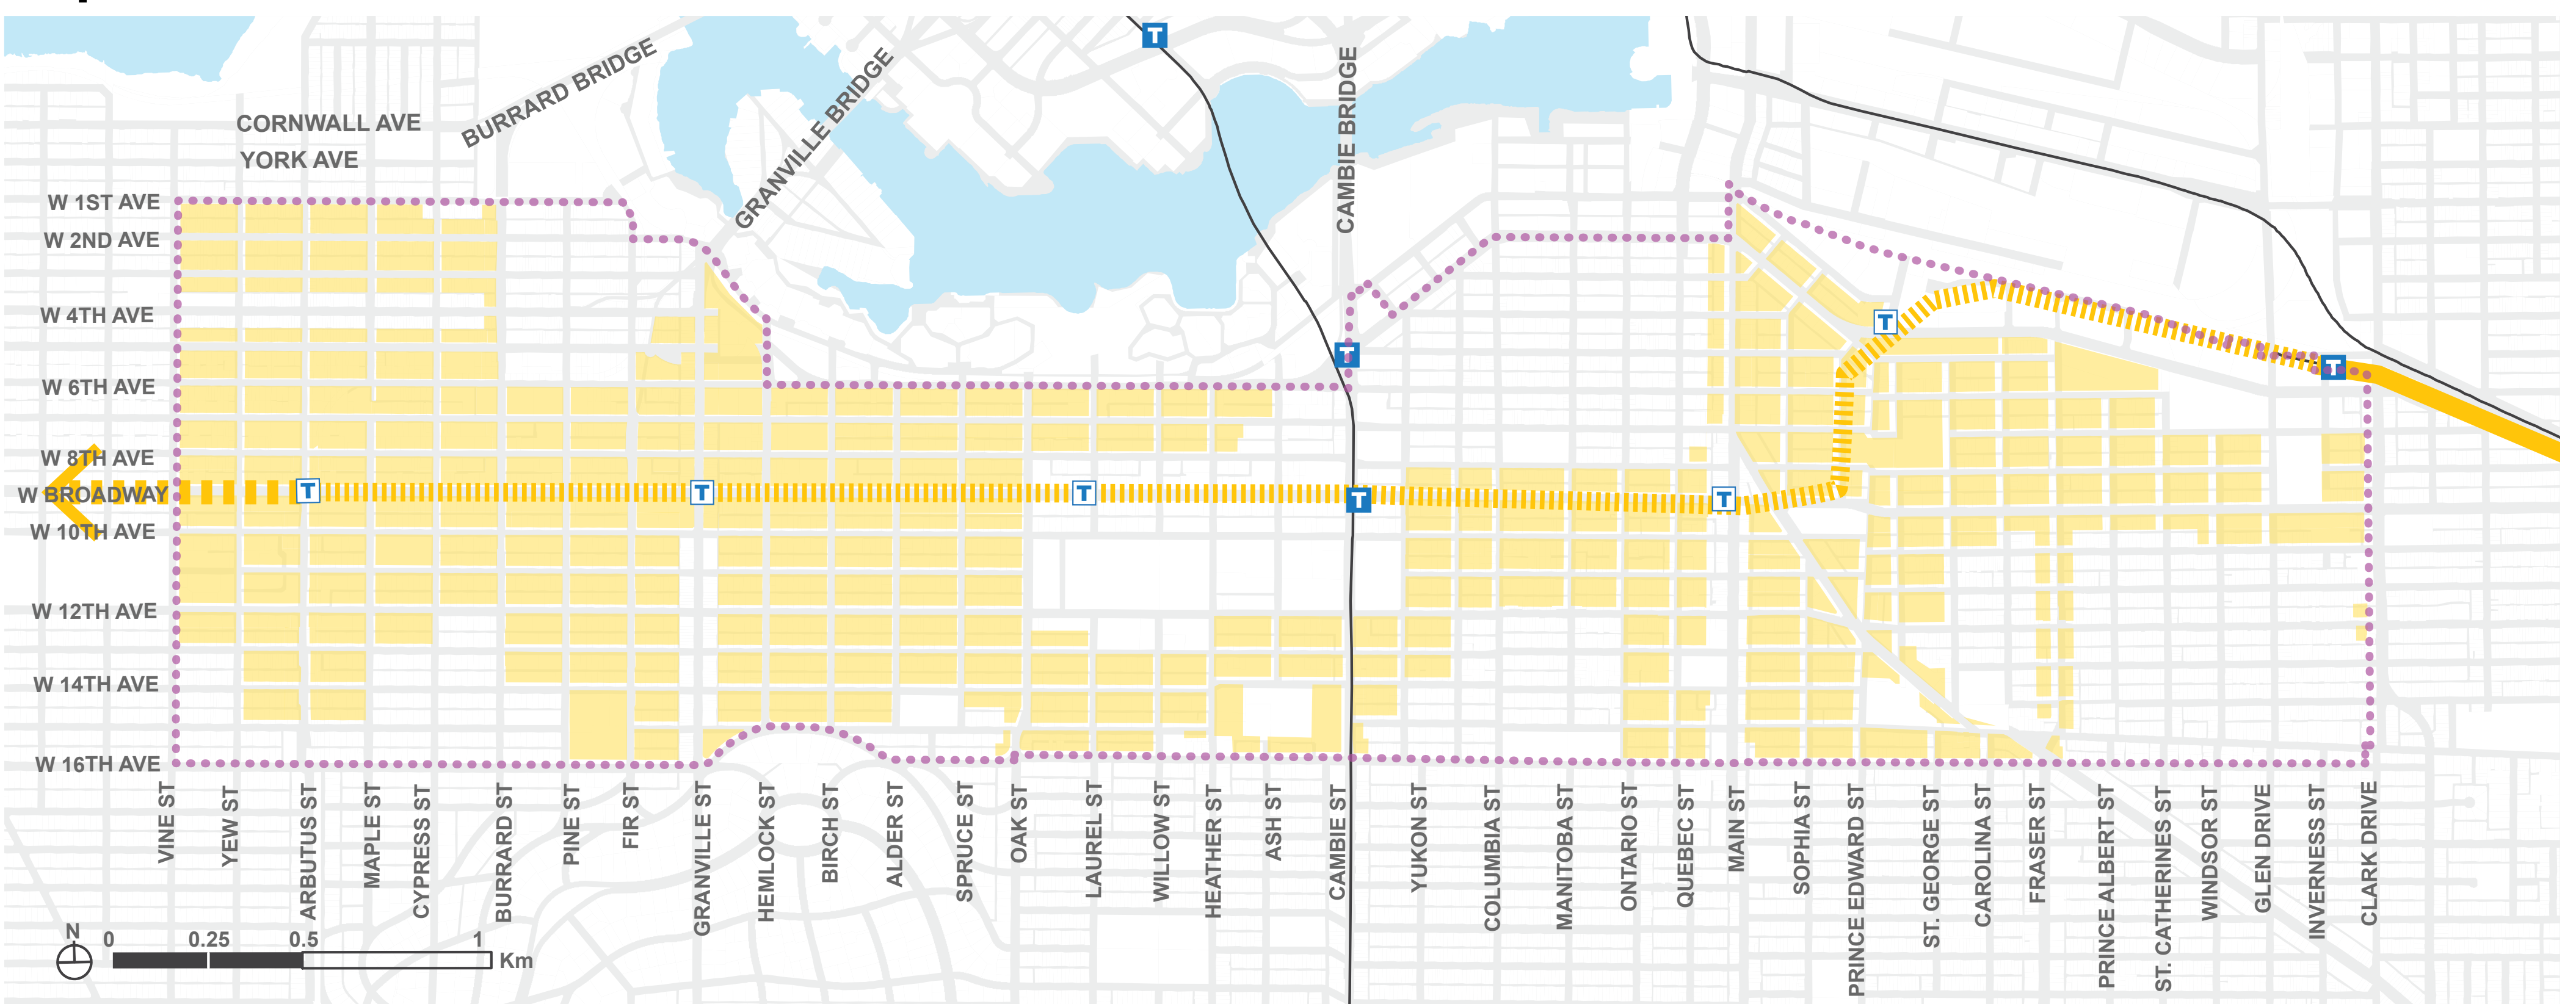 BURRARD BRIDGE
GRANVILLE BRIDGE
CAMBIE BRIDGE
CORNWALL AVE
YORK AVE
W 1ST AVE
W 2ND AVE
W 4TH AVE
W 6TH AVE
W 8TH AVE
W BROADWAY
W 10TH AVE
W 12TH AVE
W 14TH AVE
W 16TH AVE
T
T
T
T
T
T
T
T
T
VINE ST
YEW ST
ARBUTUS ST
MAPLE ST
CYPRESS ST
BURRARD ST
PINE ST
FIR ST
GRANVILLE ST
HEMLOCK ST
BIRCH ST
ALDER ST
SPRUCE ST
OAK ST
LAUREL ST
WILLOW ST
HEATHER ST
ASH ST
CAMBIE ST
YUKON ST
COLUMBIA ST
MANITOBA ST
ONTARIO ST
QUEBEC ST
MAIN ST
SOPHIA ST
PRINCE EDWARD ST
ST. GEORGE ST
CAROLINA ST
FRASER ST
PRINCE ALBERT ST
ST. CATHERINES ST
WINDSOR ST
GLEN DRIVE
INVERNESS ST
CLARK DRIVE
N
0 0.25 0.5 1
Km